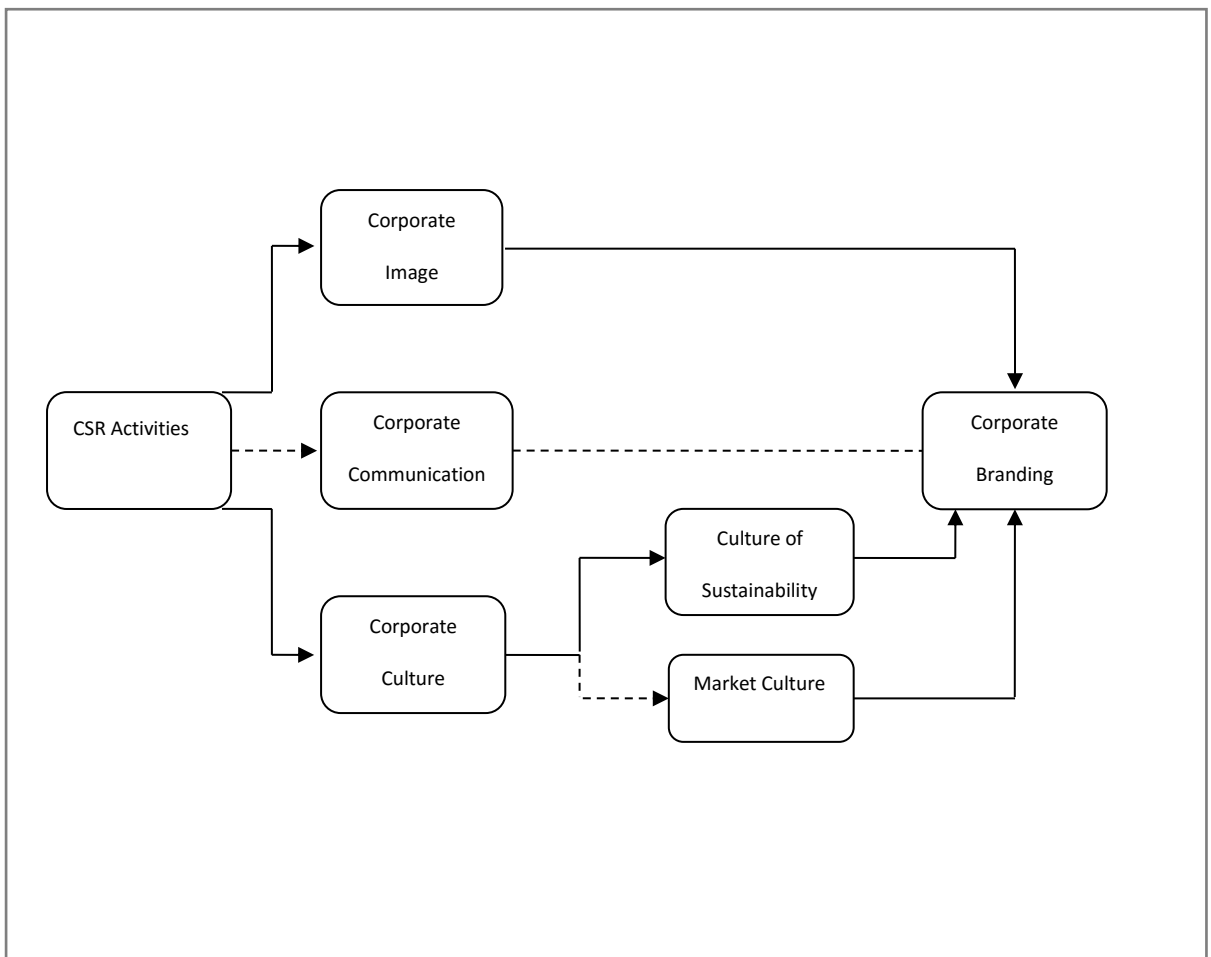 Corporate
Image
CSR Activities
Corporate
Communication
Corporate
Branding
Culture of
Sustainability
Corporate
Culture
Market Culture